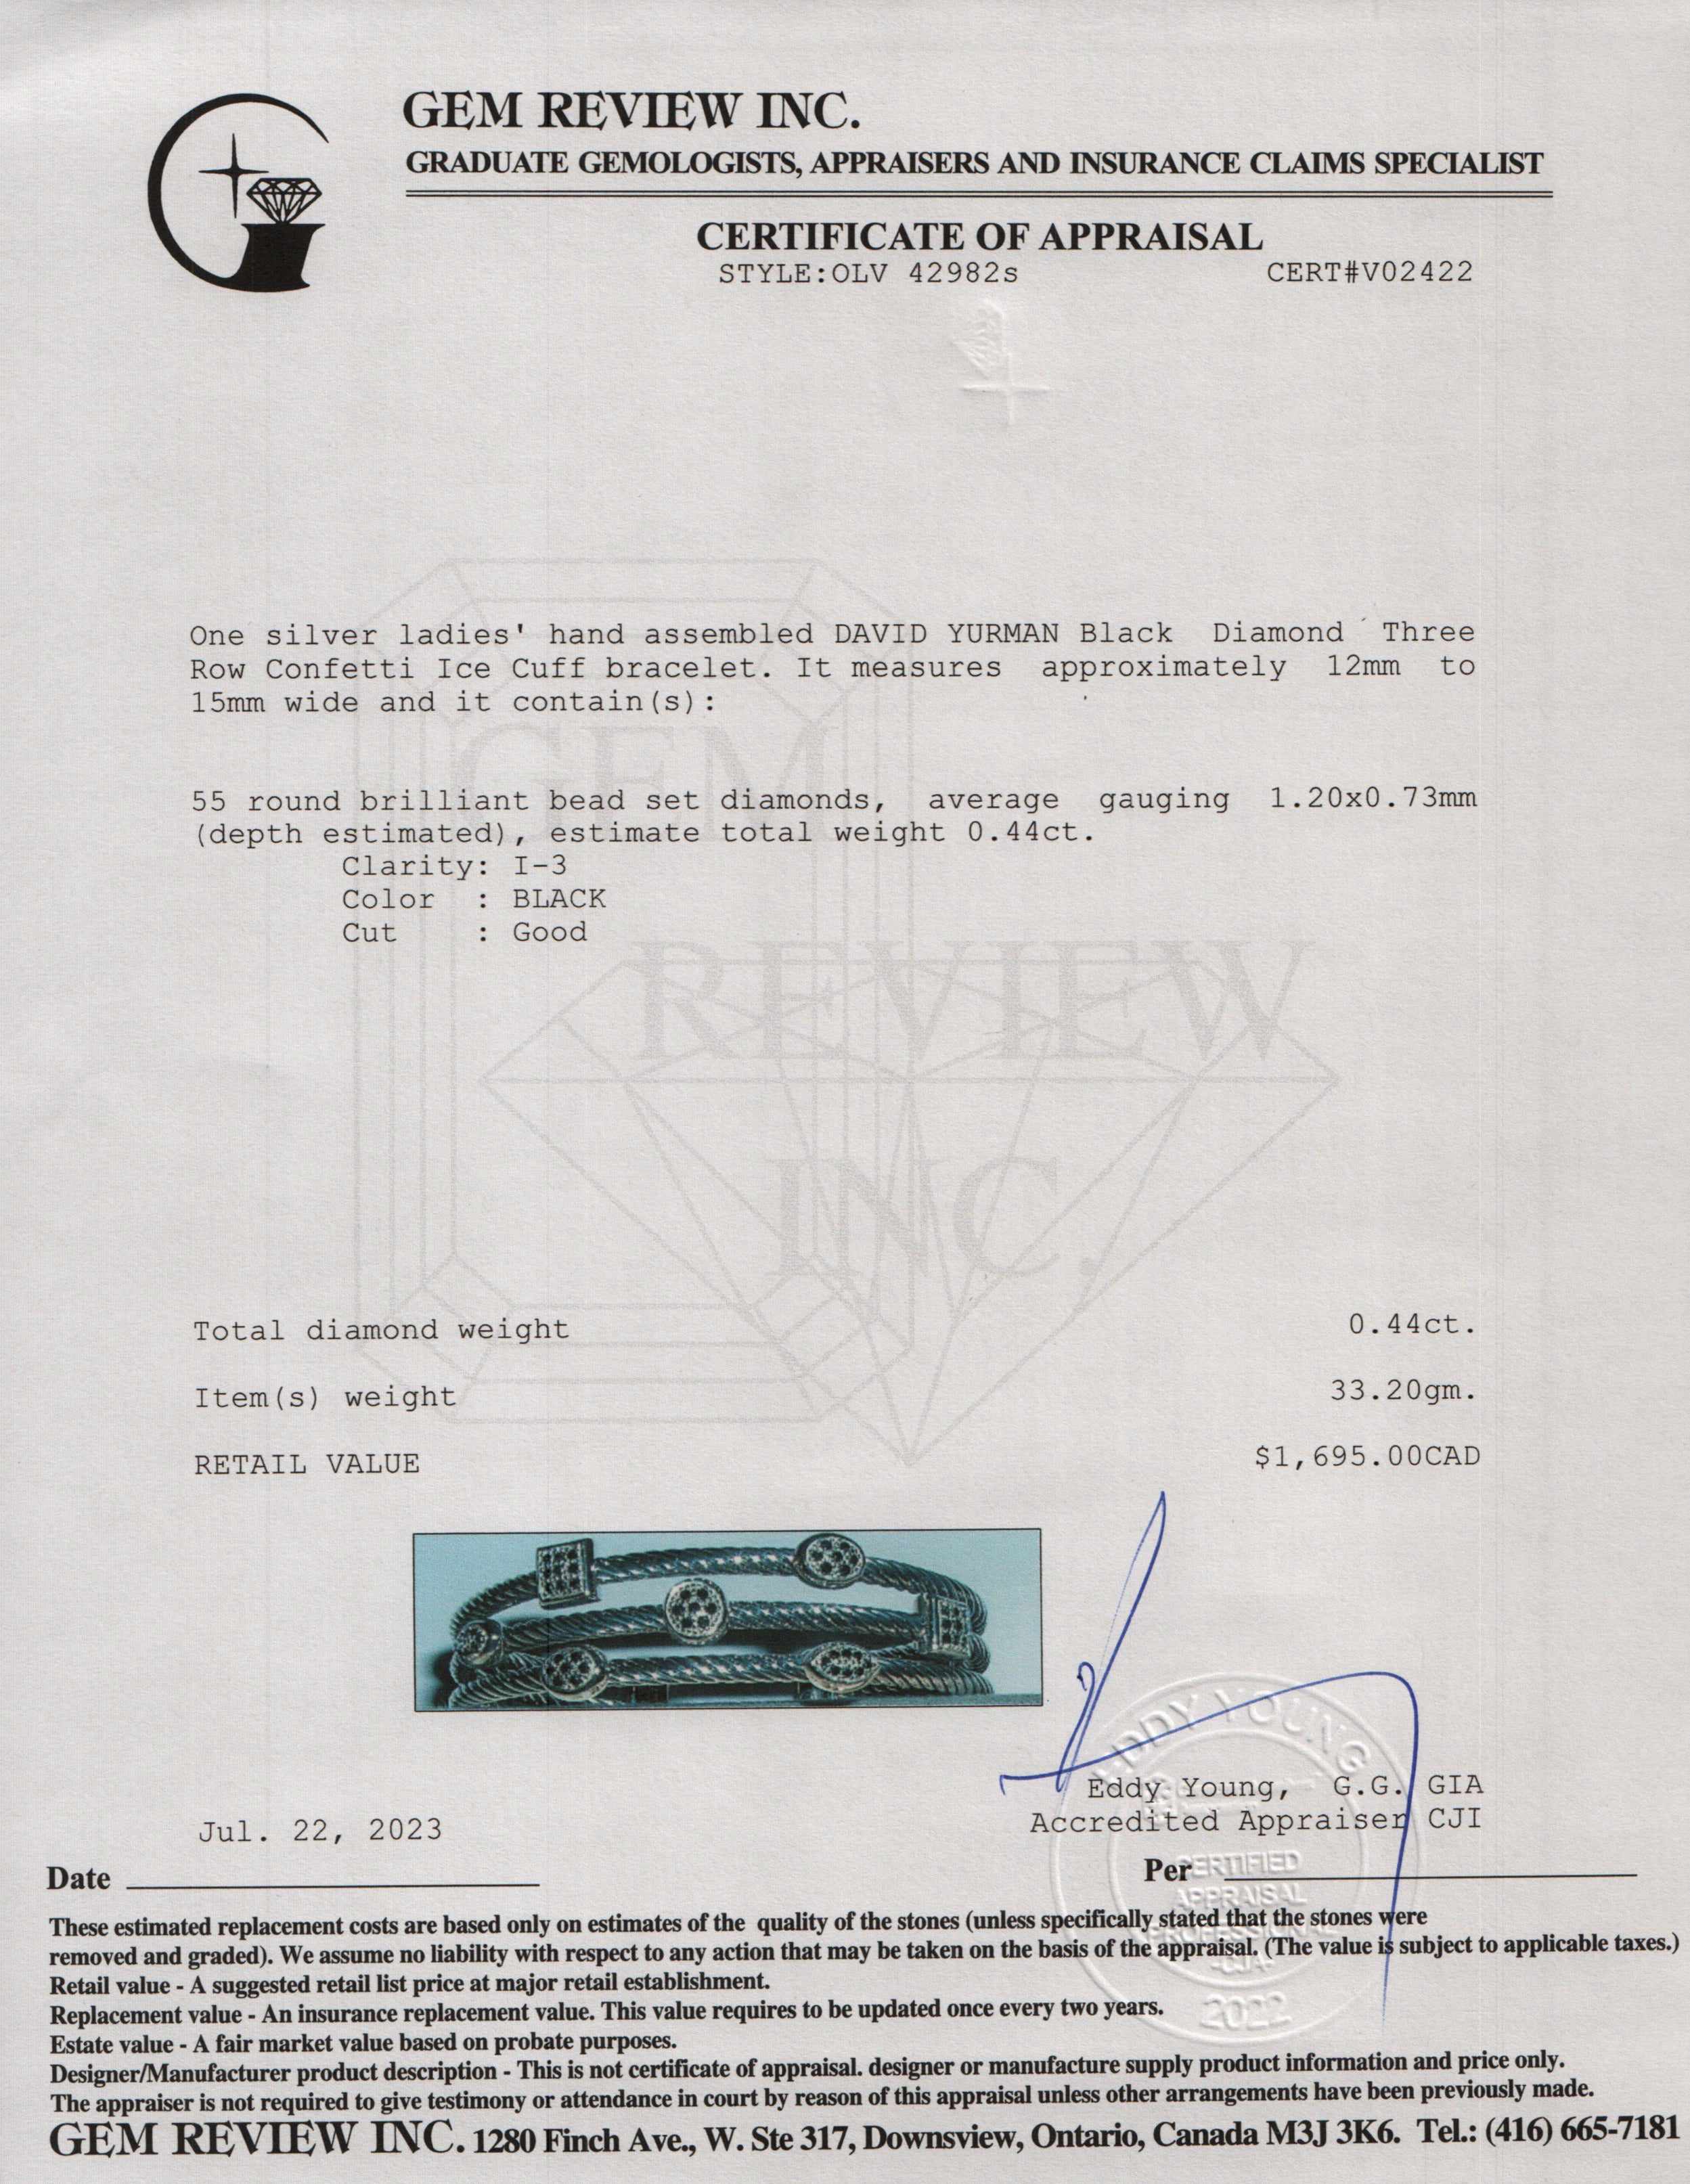 GEM REVIEW INC.
GRADUATE GEMOLOGISTS, APPRAISERS AND INSURANCE CLAIMS SPECIALIST
CERTIFICATE OF APPRAISAL
STYLE:OLV 42982s CERT#V02422
One silver ladies' hand assembled DAVID YURMAN Black Diamond Three
Row Confetti Ice Cuff bracelet. It measures approximately 12mm to
15mm wide and it contain(s):
55 round brilliant bead set diamonds, average gauging 1.20x0.73mm
(depth estimated), estimate total weight 0.44ct.
Clarity: I-3
Color : BLACK
Cut : Good
GEM
REVIEW
INC.
Total diamond weight 0.44ct.
Item(s) weight 33.20gm.
RETAIL VALUE $1,695.00CAD
EDDY YOUNG
Eddy Young, G.G. GIA
Accredited Appraiser CJI
Jul. 22, 2023
Date
Per
CERTIFIED
APPRAISAL
PROFESSIONAL
-CJA-
2022
These estimated replacement costs are based only on estimates of the quality of the stones (unless specifically stated that the stones were
removed and graded). We assume no liability with respect to any action that may be taken on the basis of the appraisal. (The value is subject to applicable taxes.)
Retail value - A suggested retail list price at major retail establishment.
Replacement value - An insurance replacement value. This value requires to be updated once every two years.
Estate value - A fair market value based on probate purposes.
Designer/Manufacturer product description - This is not certificate of appraisal. designer or manufacture supply product information and price only.
The appraiser is not required to give testimony or attendance in court by reason of this appraisal unless other arrangements have been previously made.
GEM REVIEW INC. 1280 Finch Ave., W. Ste 317, Downsview, Ontario, Canada M3J 3K6. Tel.: (416) 665-7181